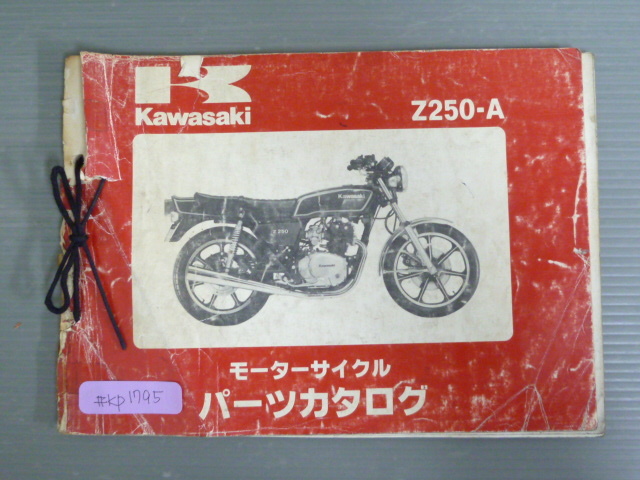 Kawasaki
Z250-A
Kawasaki
Z250
モーターサイクル
パーツカタログ
#kp1795